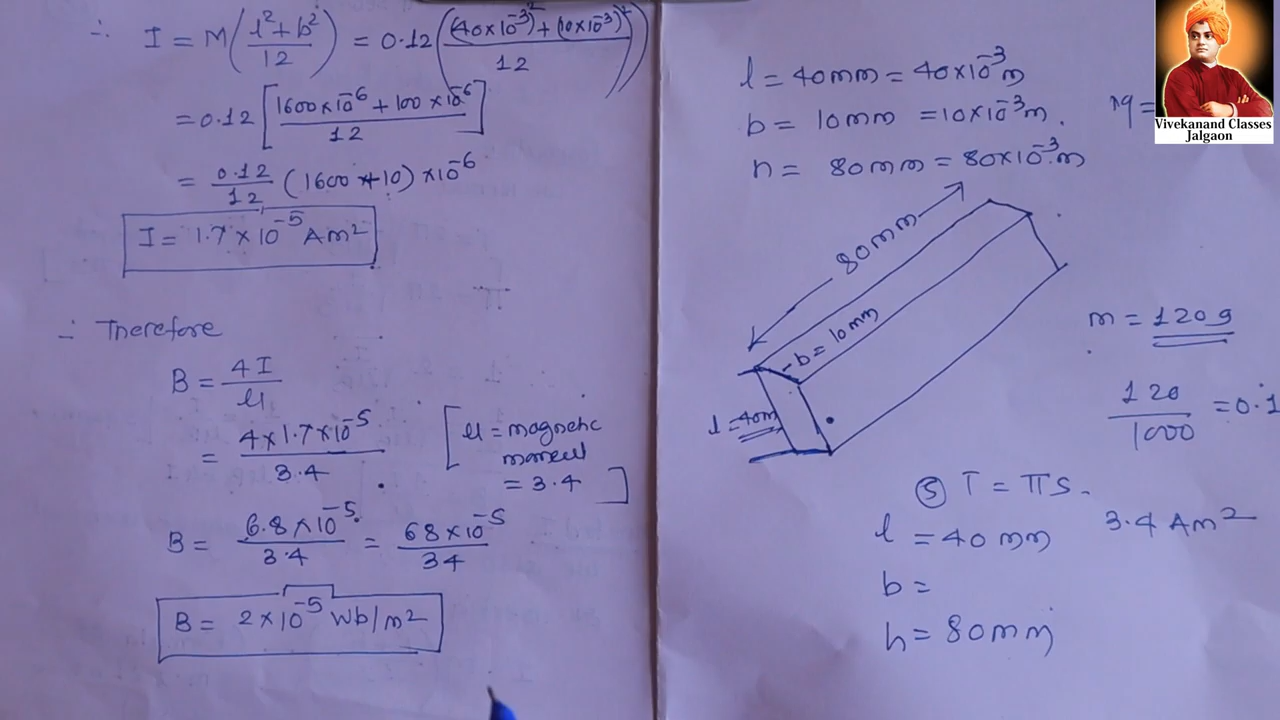 ∴ I = M(l²+b²/12) = 0.12((40×10⁻³)²+(10×10⁻³)²/12)
= 0.12[1600×10⁻⁶+100×10⁻⁶/12]
= 0.12/12 (1600+10)×10⁻⁶
I = 1.7×10⁻⁵ Am²
∴ Therefore
B = 4I/μ
= 4×1.7×10⁻⁵/3.4
[μ = magnetic
moment
= 3.4]
B = 6.8×10⁻⁵/3.4 = 68×10⁻⁵/34
B = 2×10⁻⁵ Wb/m²
l = 40mm = 40×10⁻³m
b = 10mm = 10×10⁻³m.
h = 80mm = 80×10⁻³m
80mm
b = 10mm
l = 40m
m = 120g
120/1000 = 0.1
⑤ T = πs.
l = 40mm
3.4 Am²
b =
h = 80mm
Vivekanand Classes
Jalgaon